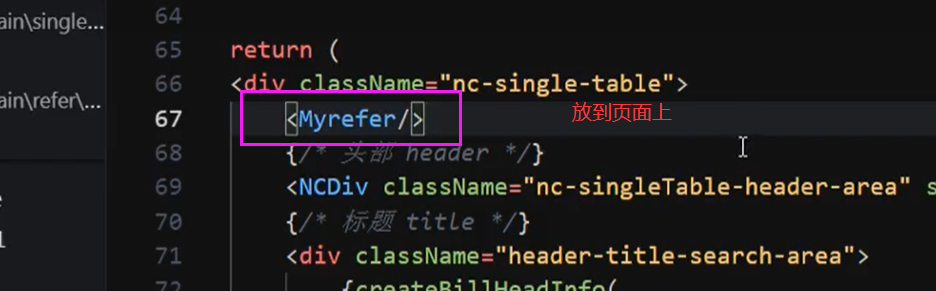 64
ain\single...
65 return (
66 <div className="nc-single-table">
ain\refer\...
67 <Myrefer/> 放到页面上
68 {/* 头部 header */}
69 <NCDiv className="nc-singleTable-header-area" s
70 {/* 标题 title */}
71 <div className="header-title-search-area">
72 {createBillHeadInfo(